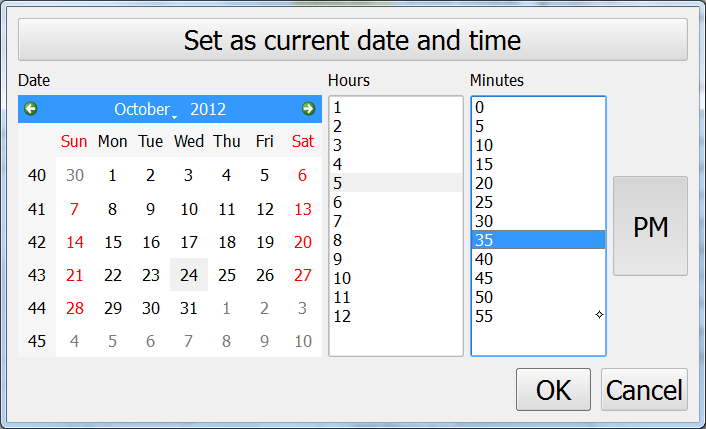 Set as current date and time
Date
Hours
Minutes
October 2012
Sun Mon Tue Wed Thu Fri Sat
40 30 1 2 3 4 5 6
41 7 8 9 10 11 12 13
42 14 15 16 17 18 19 20
43 21 22 23 24 25 26 27
44 28 29 30 31 1 2 3
45 4 5 6 7 8 9 10
1
2
3
4
5
6
7
8
9
10
11
12
0
5
10
15
20
25
30
35
40
45
50
55
PM
OK Cancel